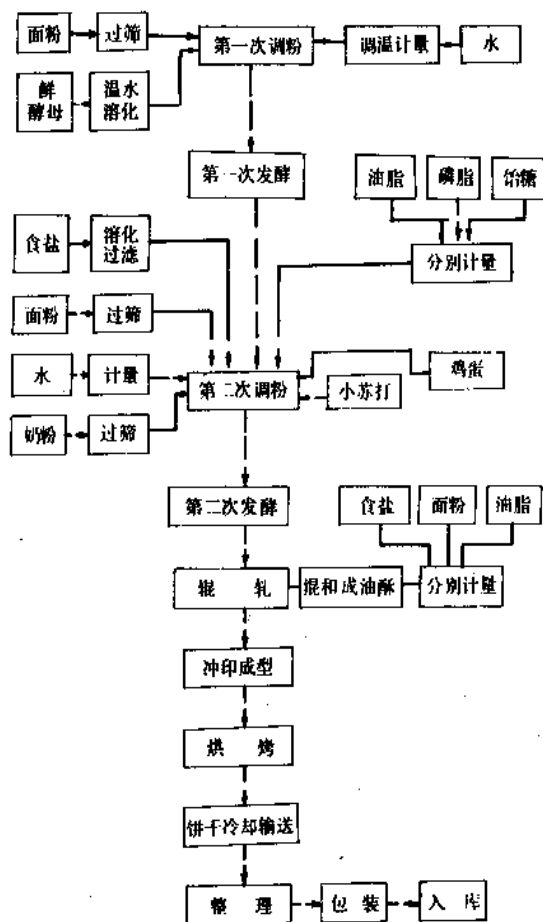 面粉
过筛
第一次调粉
调温计量
水
鲜
酵母
温水
溶化
第一次发酵
油脂
磷脂
饴糖
食盐
溶化
过滤
分别计量
面粉
过筛
水
计量
第二次调粉
鸡蛋
小苏打
奶粉
过筛
第二次发酵
食盐
面粉
油脂
辊 轧
混和成油酥
分别计量
冲印成型
烘 烤
饼干冷却输送
整 理
包 装
入 库